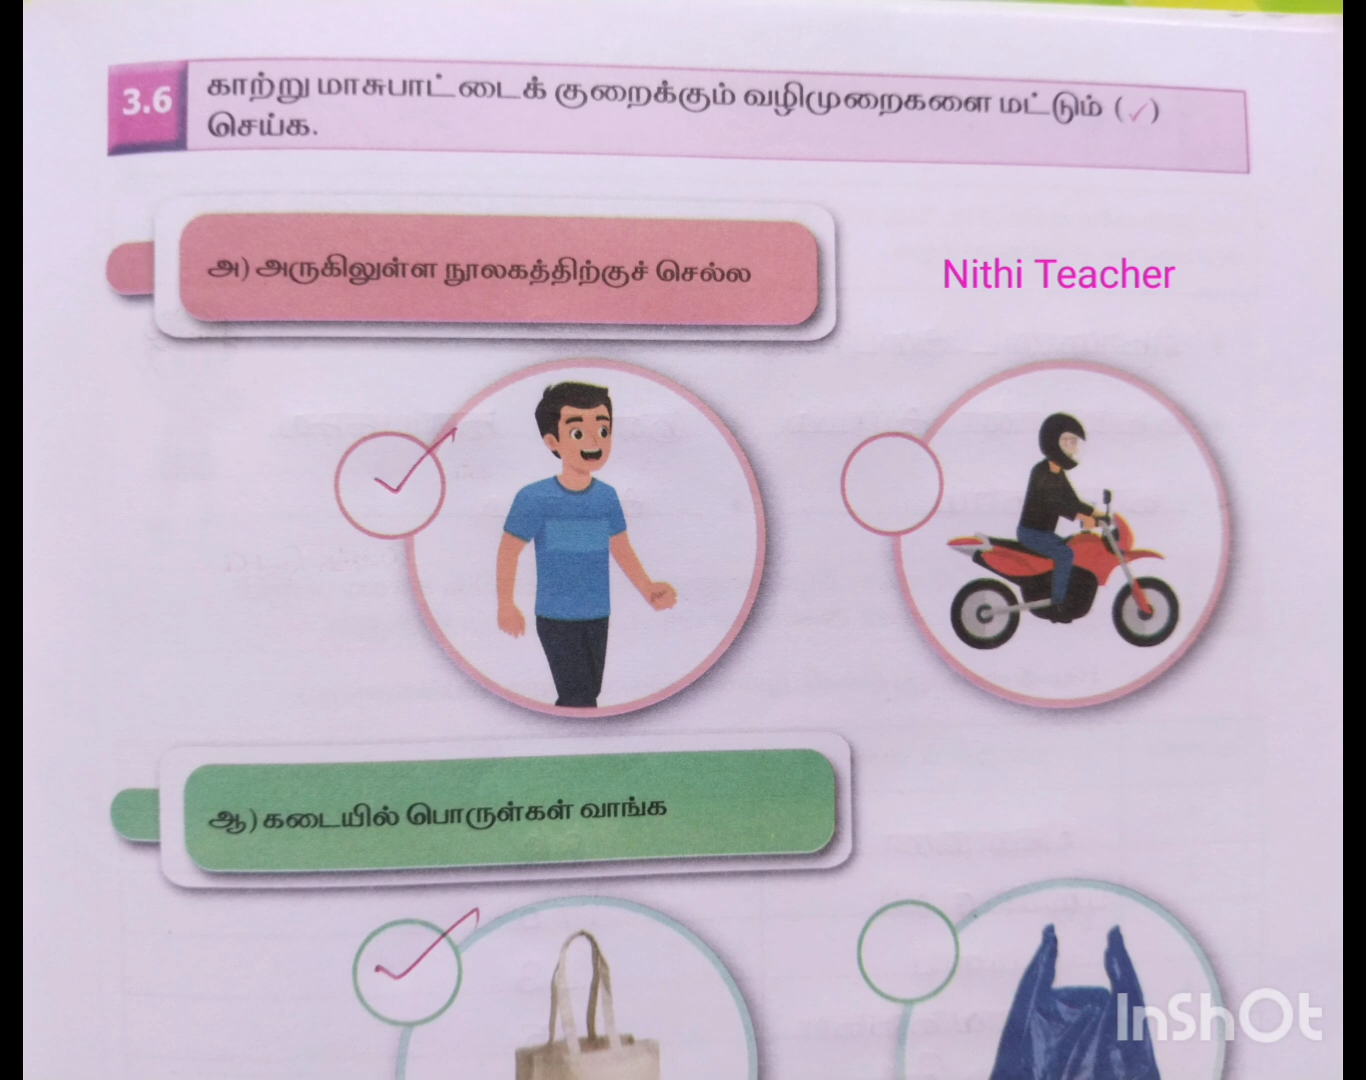 3.6 காற்று மாசுபாட்டைக் குறைக்கும் வழிமுறைகளை மட்டும் (✓)
செய்க.
அ) அருகிலுள்ள நூலகத்திற்குச் செல்ல
Nithi Teacher
ஆ) கடையில் பொருள்கள் வாங்க
InShOt